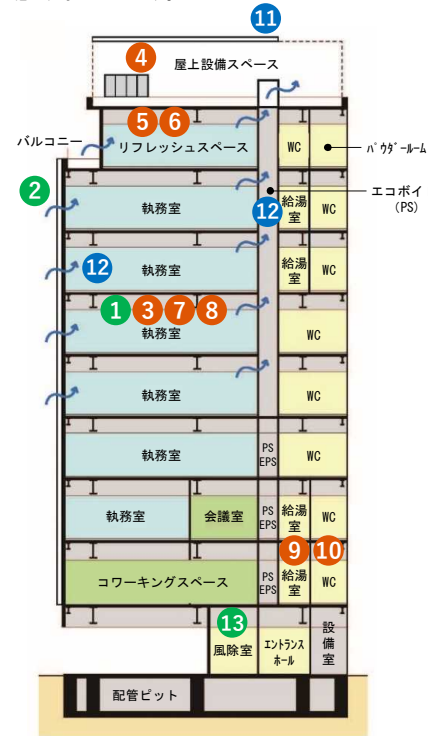 ⑪
④
屋上設備スペース
⑤ ⑥
バルコニー
リフレッシュスペース
WC
パウダールーム
②
執務室
⑫
給湯室
WC
エコボイ
(PS)
⑫
執務室
給湯室
WC
① ③ ⑦ ⑧
執務室
WC
執務室
WC
執務室
PS
EPS
WC
執務室
会議室
PS
EPS
給湯室
WC
⑨ ⑩
コワーキングスペース
PS
EPS
給湯室
WC
⑬
風除室
エントランス
ホール
設備室
配管ピット